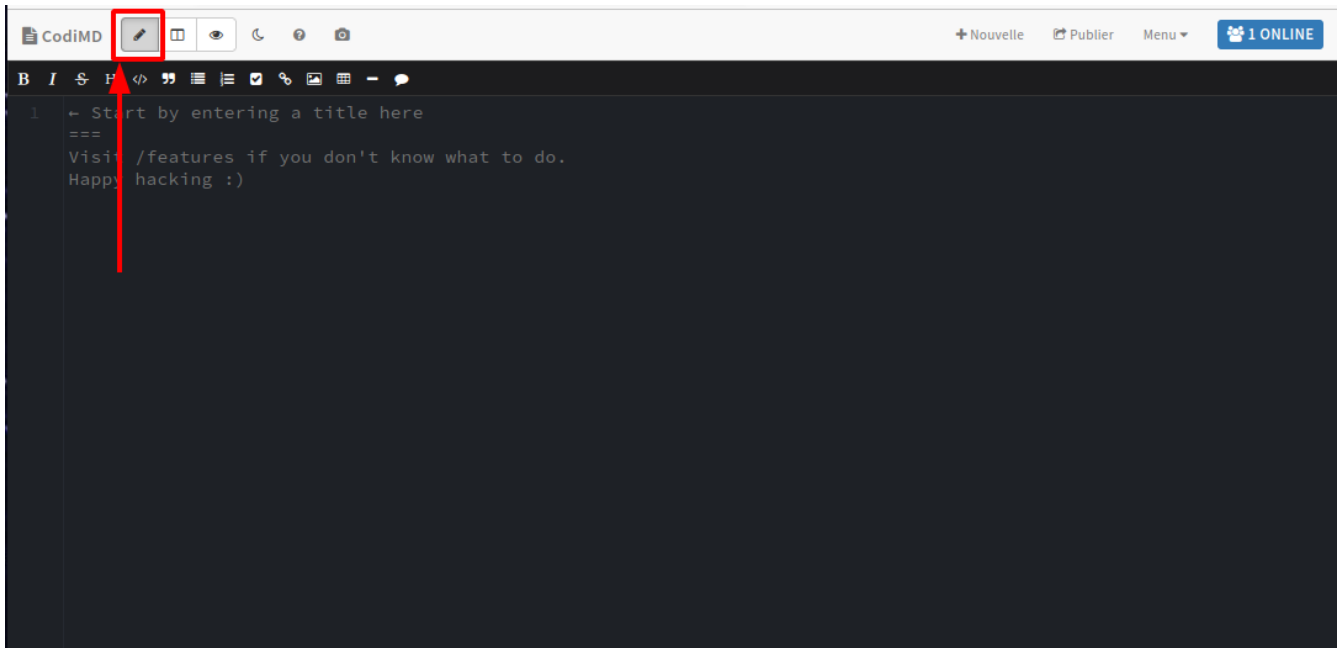 CodiMD
+ Nouvelle Publier Menu 1 ONLINE
B I S H </>
1 ← Start by entering a title here
===
Visit /features if you don't know what to do.
Happy hacking :)